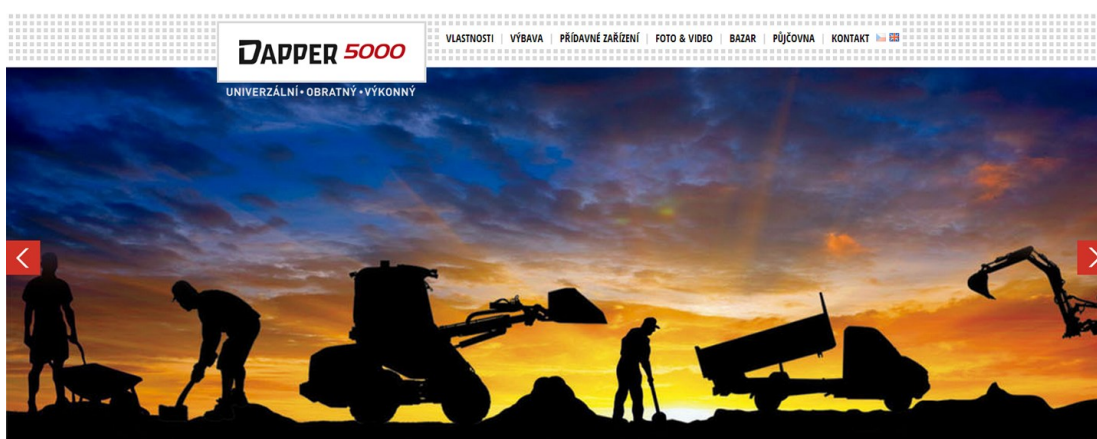 DAPPER 5000
VLASTNOSTI | VÝBAVA | PŘÍDAVNÉ ZAŘÍZENÍ | FOTO & VIDEO | BAZAR | PŮJČOVNA | KONTAKT
UNIVERZÁLNÍ • OBRATNÝ • VÝKONNÝ